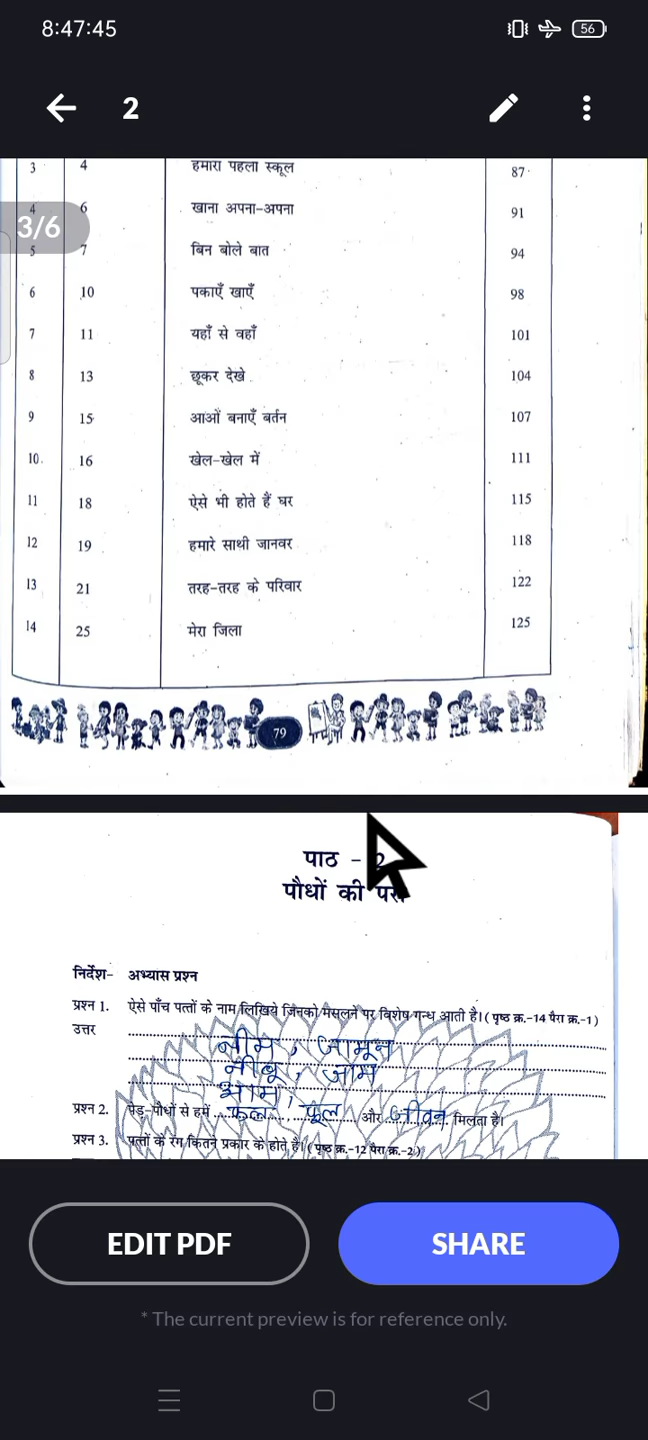 8:47:45 56
← 2
3 4 हमारा पहला स्कूल 87
3/6
4 6 खाना अपना-अपना 91
5 7 बिन बोले बात 94
6 10 पकाएँ खाएँ 98
7 11 यहाँ से वहाँ 101
8 13 छूकर देखे 104
9 15 आओं बनाएँ बर्तन 107
10. 16 खेल-खेल में 111
11 18 ऐसे भी होते हैं घर 115
12 19 हमारे साथी जानवर 118
13 21 तरह-तरह के परिवार 122
14 25 मेरा जिला 125
79
पाठ -
पौधों की
निर्देश- अभ्यास प्रश्न
प्रश्न 1. ऐसे पाँच पत्तों के नाम लिखिये जिनको मसलने पर विशेष गन्ध आती है। ( पृष्ठ क्र.-14 पैरा क्र.-1 )
उत्तर नीम, जामुन
नीबू, जाम
आम,
प्रश्न 2. पेड़-पौधों से हमें फल, फूल और जीवन मिलता है।
प्रश्न 3. पत्तों के रंग कितने प्रकार के होते है। ( पृष्ठ क्र.-12 पैरा क्र.-2 )
EDIT PDF SHARE
* The current preview is for reference only.